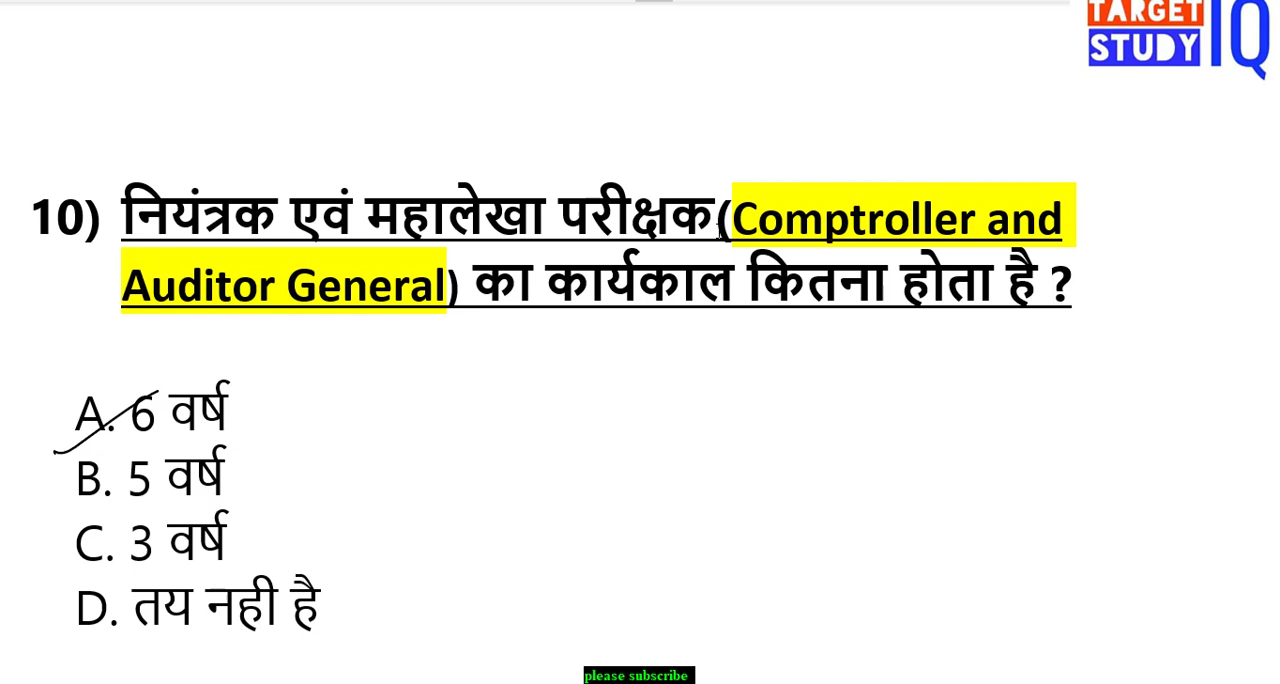 TARGET
STUDY IQ
10) नियंत्रक एवं महालेखा परीक्षक(Comptroller and
Auditor General) का कार्यकाल कितना होता है ?
A. 6 वर्ष
B. 5 वर्ष
C. 3 वर्ष
D. तय नही है
please subscribe